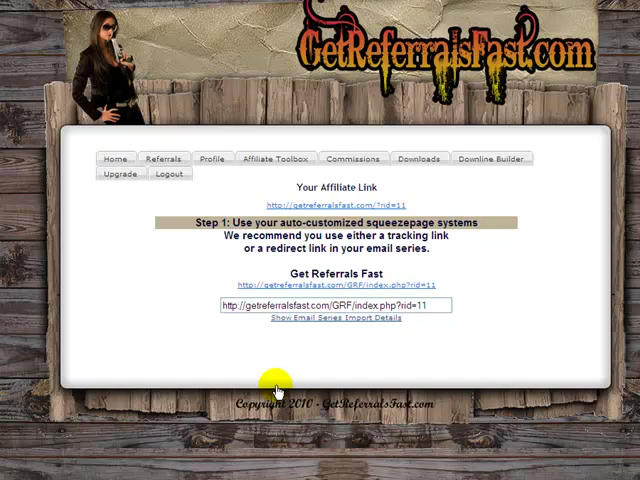 GetReferralsFast.com
Home Referrals Profile Affiliate Toolbox Commissions Downloads Downline Builder
Upgrade Logout
Your Affiliate Link
http://getreferralsfast.com/?rid=11
Step 1: Use your auto-customized squeezepage systems
We recommend you use either a tracking link
or a redirect link in your email series.
Get Referrals Fast
http://getreferralsfast.com/GRF/index.php?rid=11
http://getreferralsfast.com/GRF/index.php?rid=11
Show Email Series Import Details
Copyright 2010 - GetReferralsFast.com